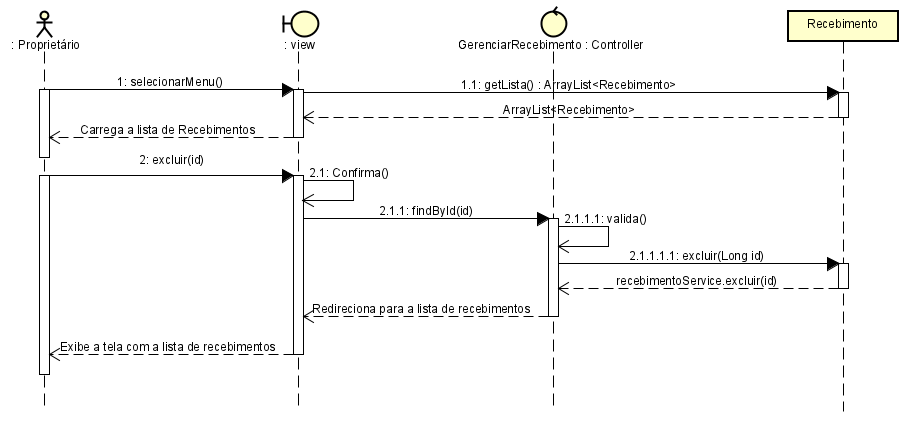 Recebimento
: Proprietário
: view
GerenciarRecebimento : Controller
1: selecionarMenu()
1.1: getLista() : ArrayList<Recebimento>
ArrayList<Recebimento>
Carrega a lista de Recebimentos
2: excluir(id)
2.1: Confirma()
2.1.1: findById(id)
2.1.1.1: valida()
2.1.1.1.1: excluir(Long id)
recebimentoService.excluir(id)
Redireciona para a lista de recebimentos
Exibe a tela com a lista de recebimentos